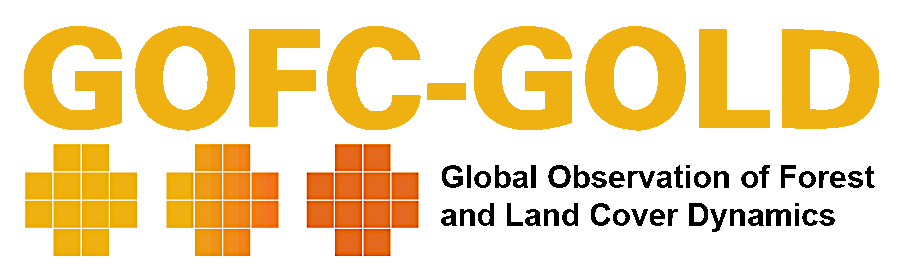 GOFC-GOLD
Global Observation of Forest
and Land Cover Dynamics